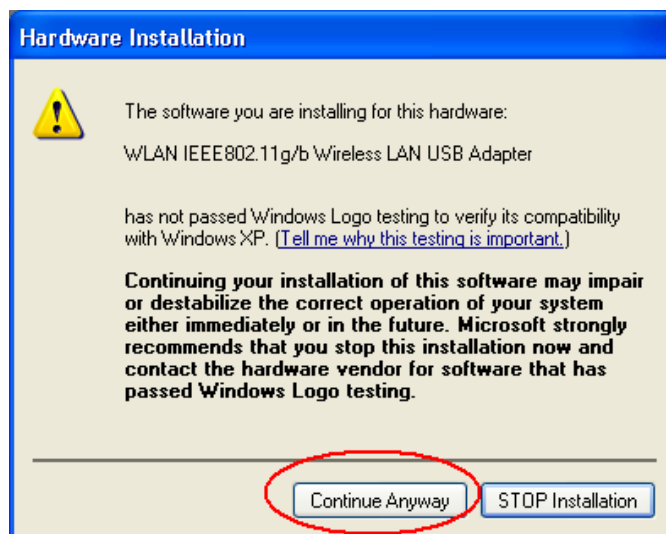 Hardware Installation
The software you are installing for this hardware:
WLAN IEEE802.11g/b Wireless LAN USB Adapter
has not passed Windows Logo testing to verify its compatibility
with Windows XP. (Tell me why this testing is important.)
Continuing your installation of this software may impair
or destabilize the correct operation of your system
either immediately or in the future. Microsoft strongly
recommends that you stop this installation now and
contact the hardware vendor for software that has
passed Windows Logo testing.
Continue Anyway
STOP Installation